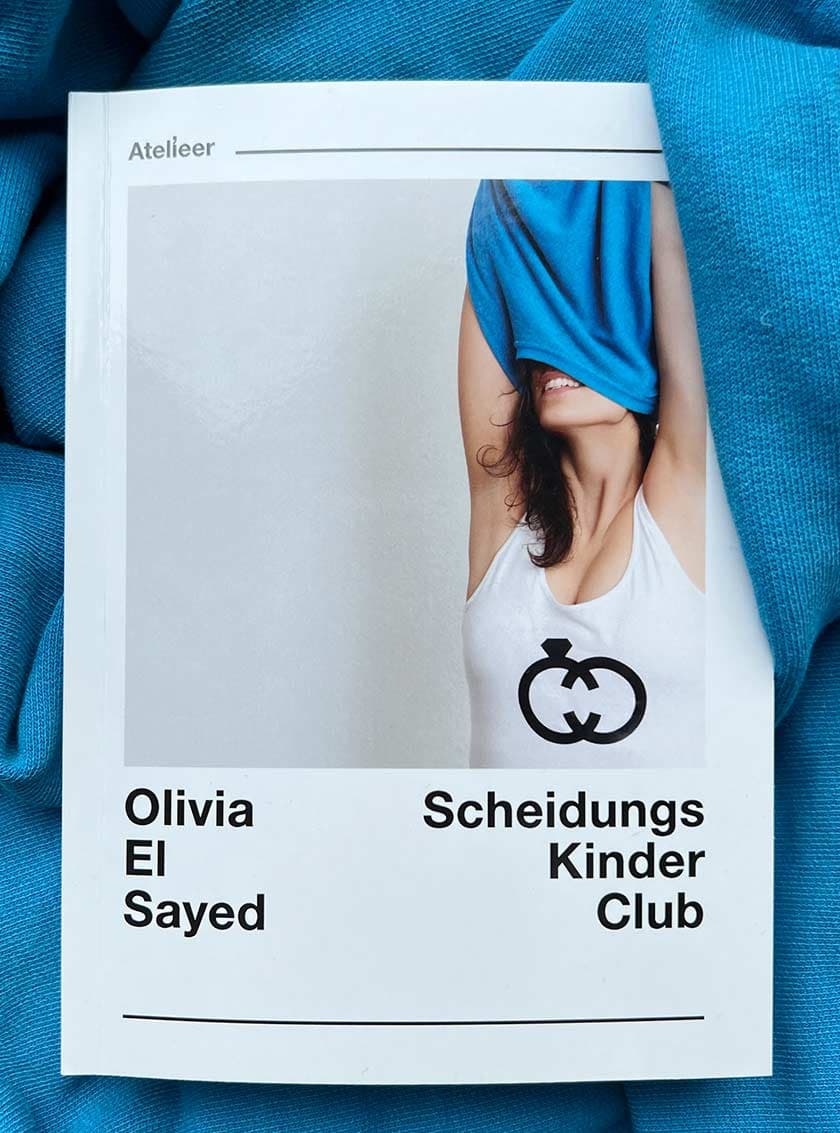 Atelieer
Olivia
El
Sayed
Scheidungs
Kinder
Club